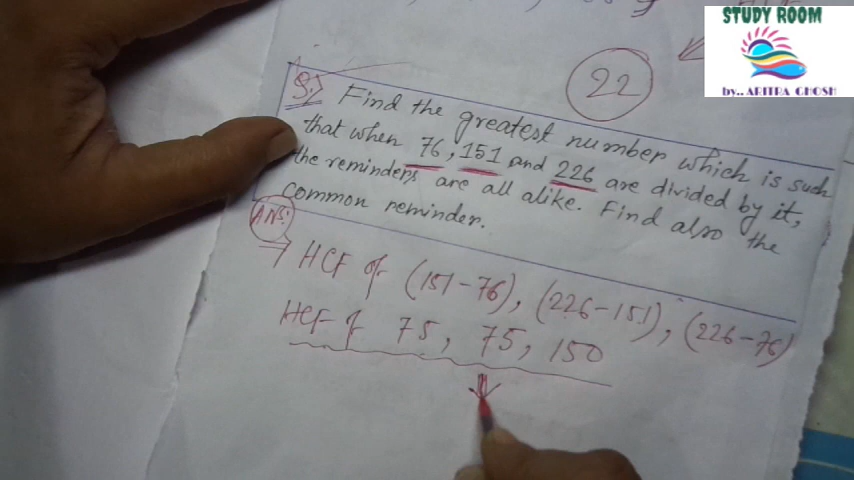 STUDY ROOM
by.. ARITRA GHOSH
22
Q.) Find the greatest number which is such
that when 76, 151 and 226 are divided by it,
the reminders are all alike. Find also the
common reminder.
ANS:
⇒ HCF of (151-76), (226-151), (226-76)
HCF of 75, 75, 150